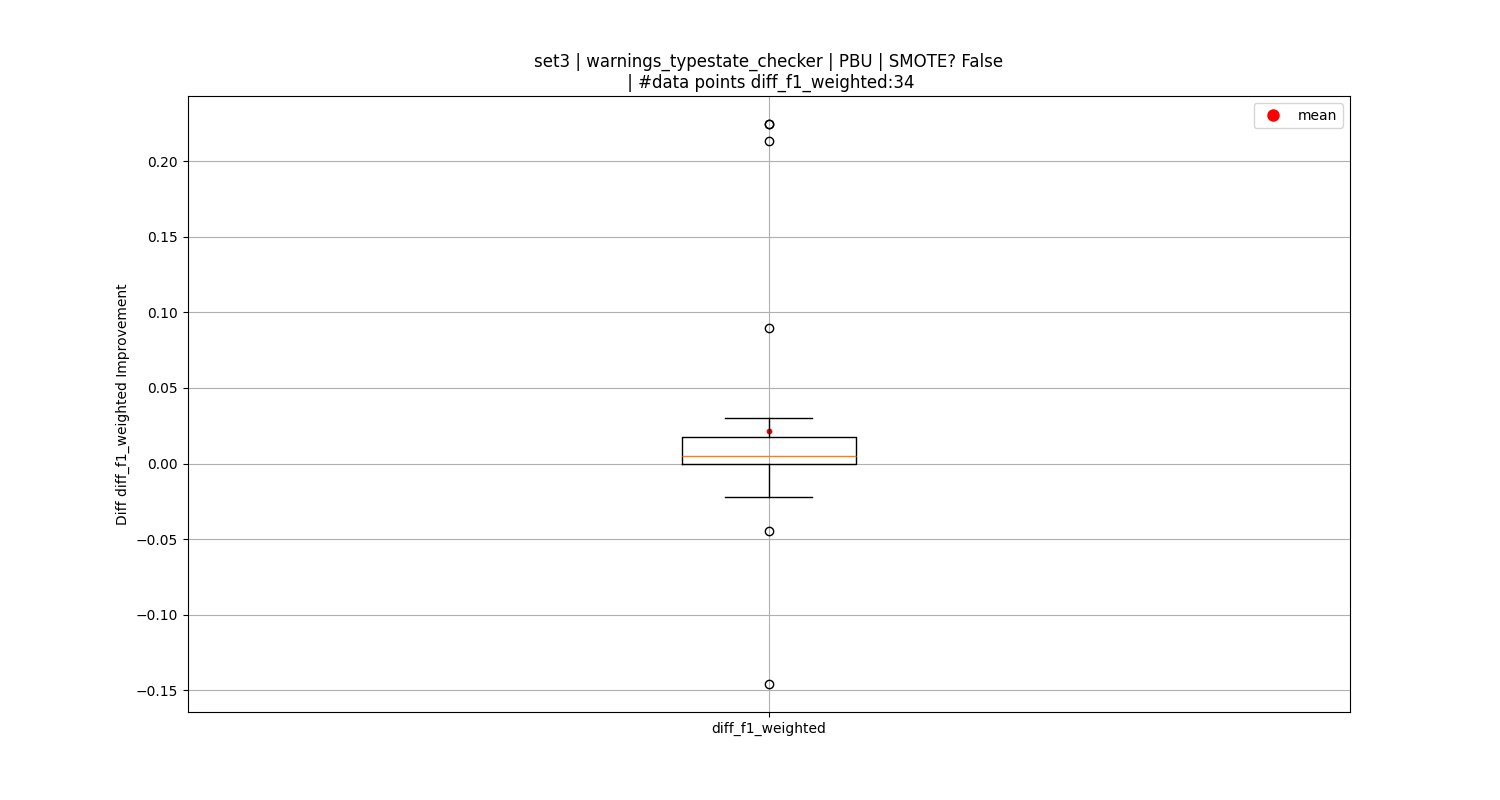 set3 | warnings_typestate_checker | PBU | SMOTE? False
| #data points diff_f1_weighted:34
mean
0.20
0.15
0.10
0.05
0.00
−0.05
−0.10
−0.15
Diff diff_f1_weighted Improvement
diff_f1_weighted